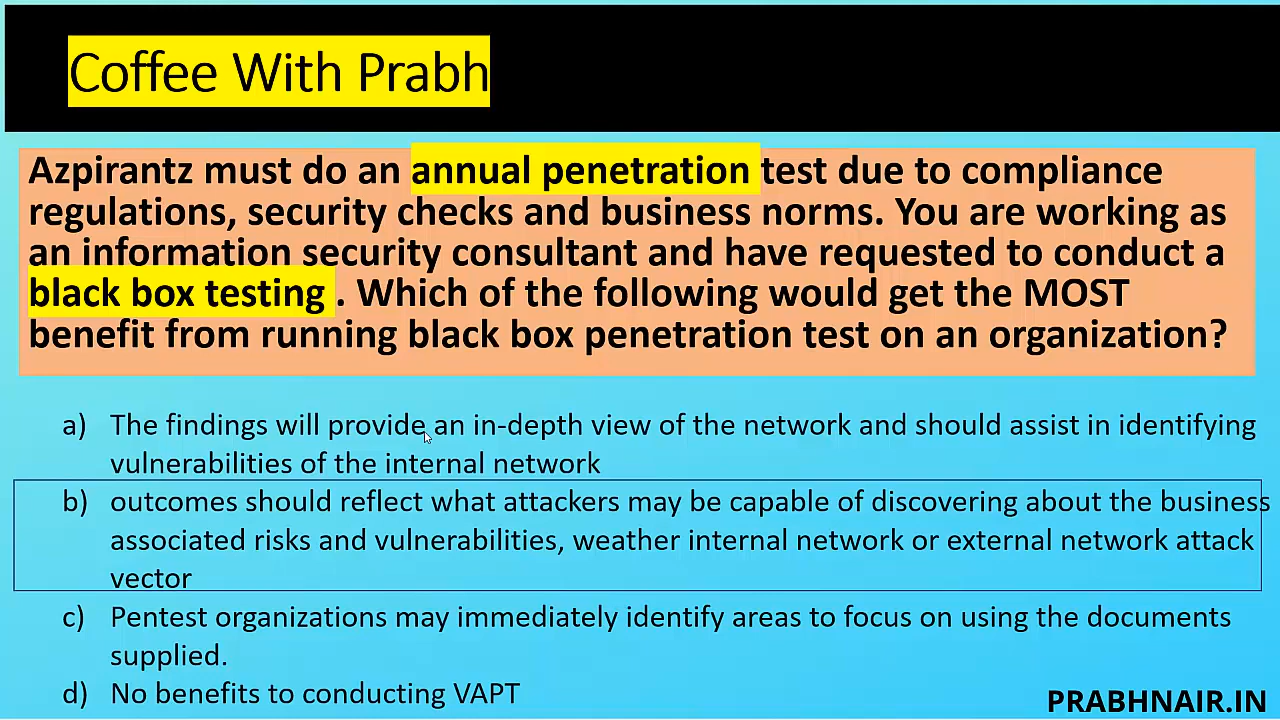 Coffee With Prabh
Azpirantz must do an annual penetration test due to compliance
regulations, security checks and business norms. You are working as
an information security consultant and have requested to conduct a
black box testing . Which of the following would get the MOST
benefit from running black box penetration test on an organization?
a) The findings will provide an in-depth view of the network and should assist in identifying
vulnerabilities of the internal network
b) outcomes should reflect what attackers may be capable of discovering about the business
associated risks and vulnerabilities, weather internal network or external network attack
vector
c) Pentest organizations may immediately identify areas to focus on using the documents
supplied.
d) No benefits to conducting VAPT
PRABHNAIR.IN